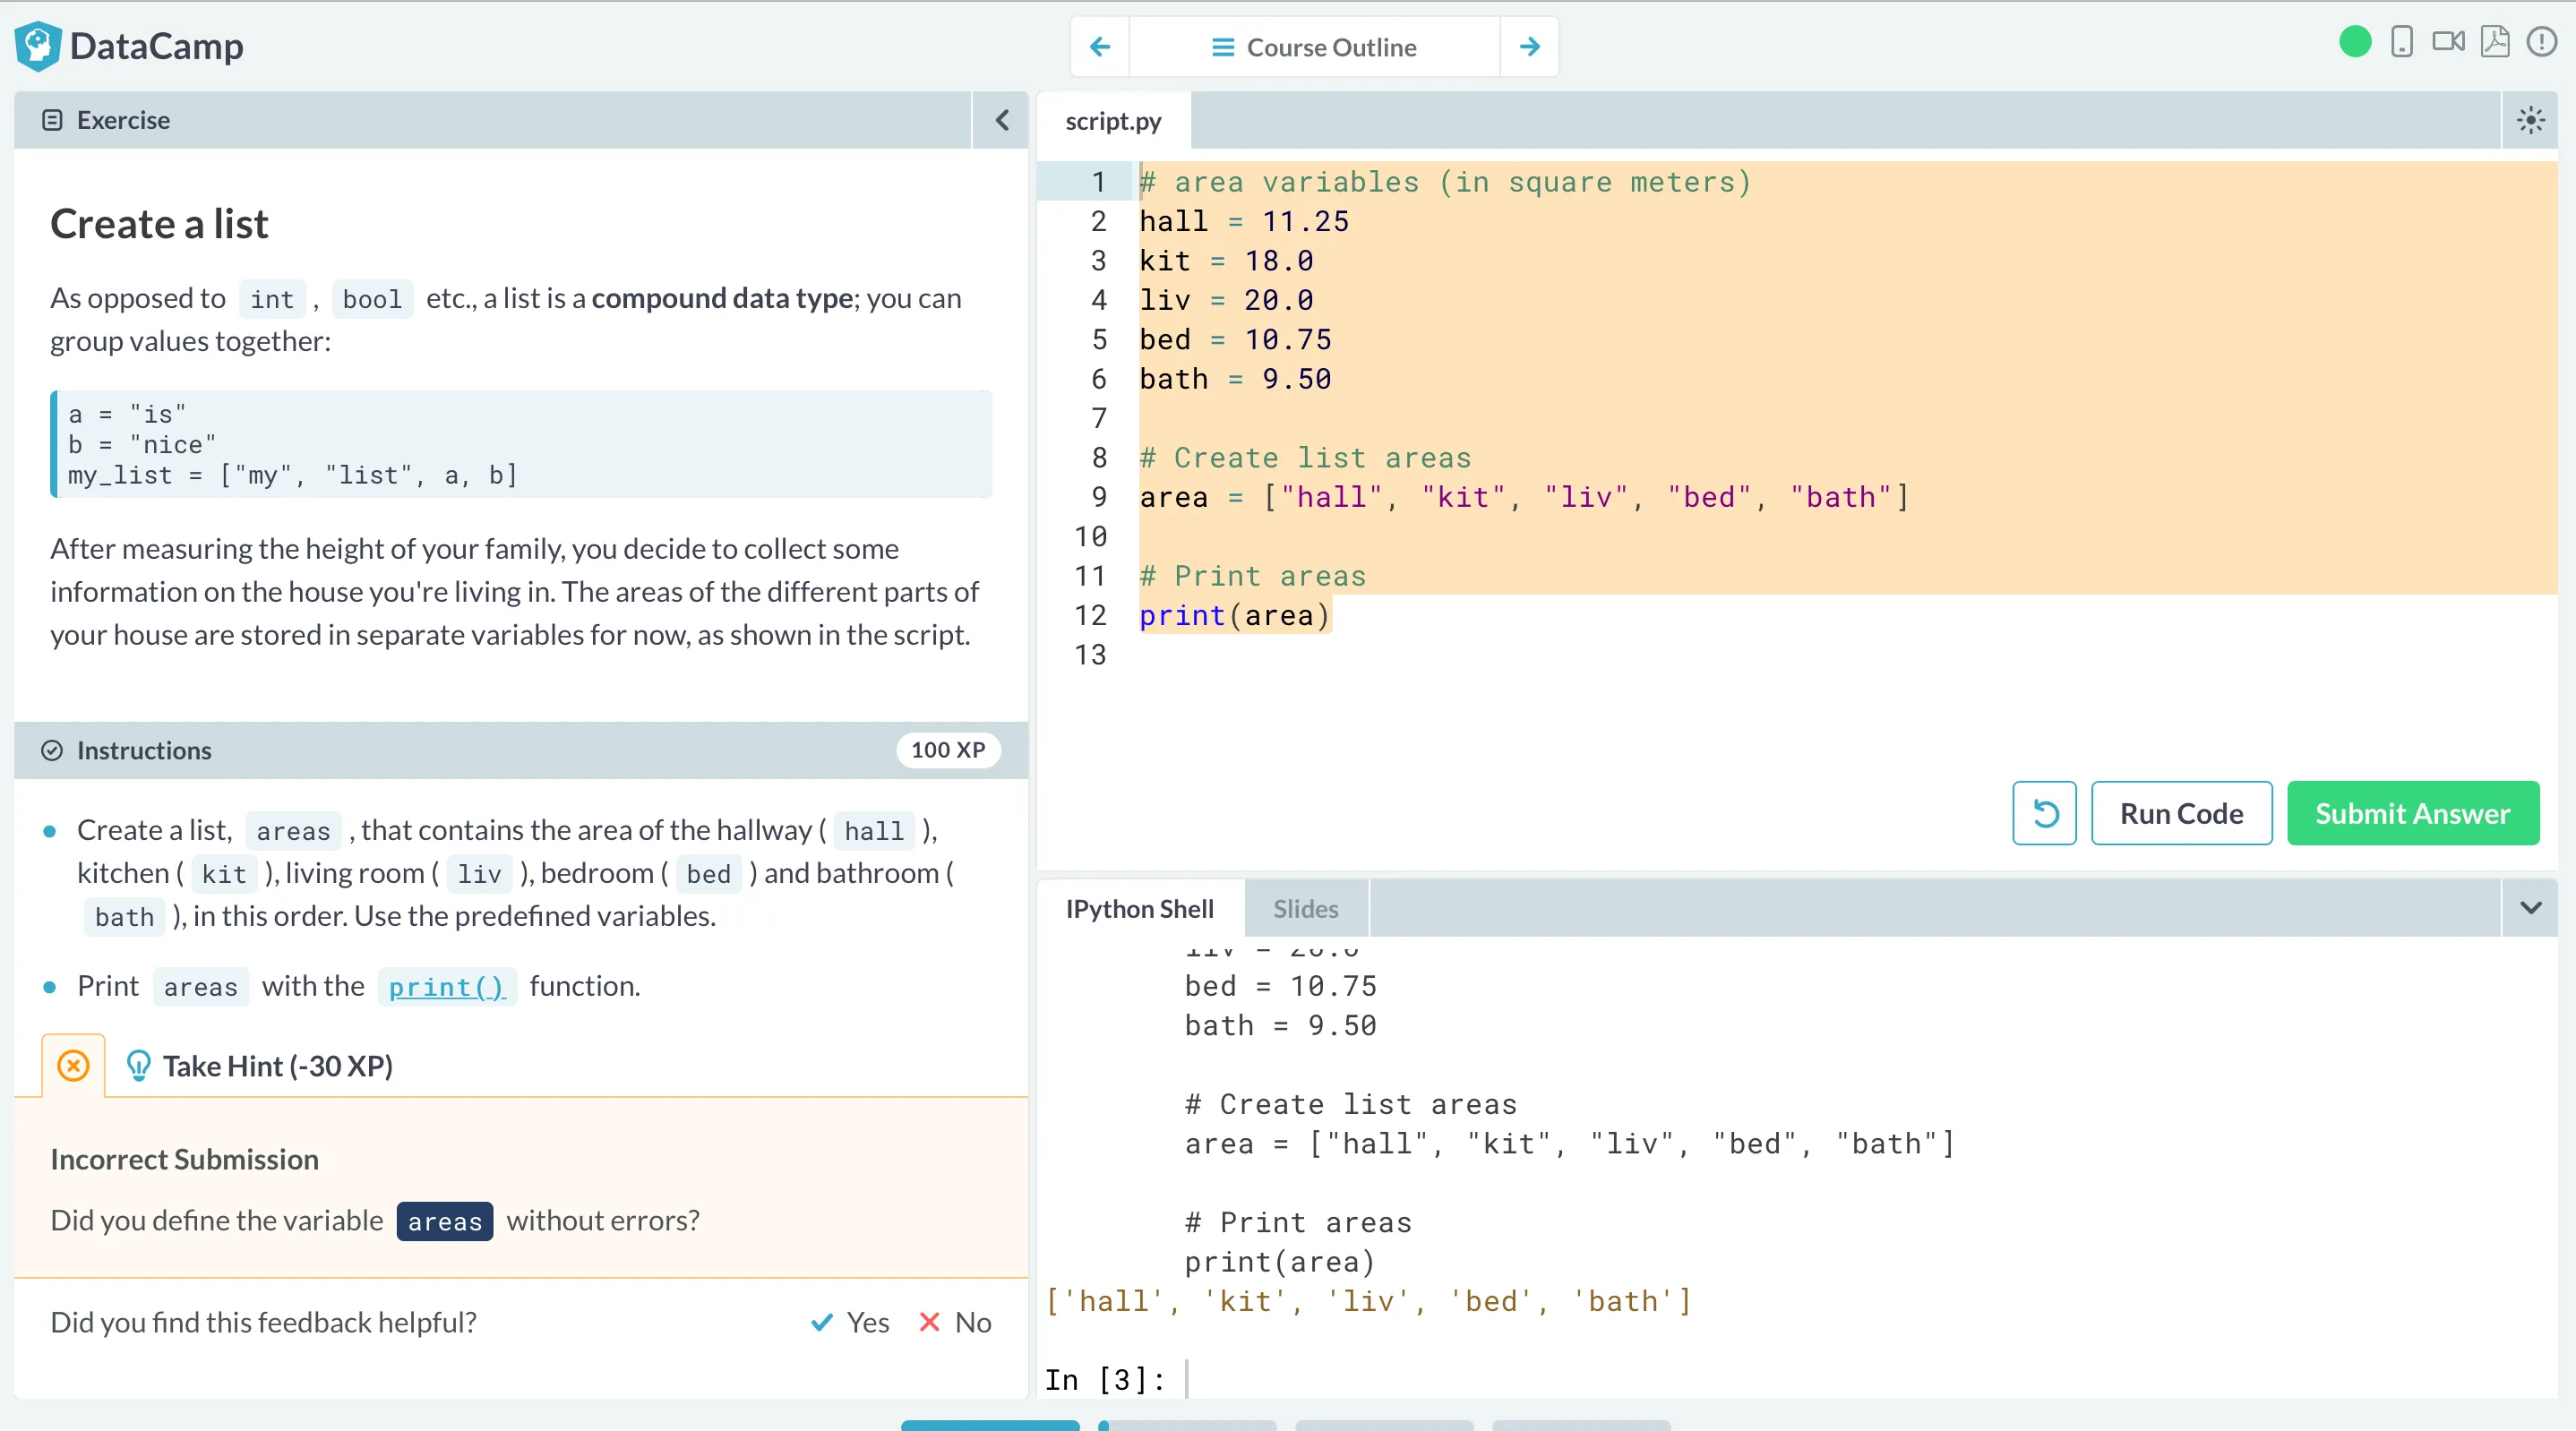 DataCamp
Course Outline
Exercise
Create a list
As opposed to int , bool etc., a list is a compound data type; you can
group values together:
a = "is"
b = "nice"
my_list = ["my", "list", a, b]
After measuring the height of your family, you decide to collect some
information on the house you're living in. The areas of the different parts of
your house are stored in separate variables for now, as shown in the script.
Instructions
100 XP
Create a list, areas , that contains the area of the hallway ( hall ),
kitchen ( kit ), living room ( liv ), bedroom ( bed ) and bathroom (
bath ), in this order. Use the predefined variables.
Print areas with the print() function.
Take Hint (-30 XP)
Incorrect Submission
Did you define the variable areas without errors?
Did you find this feedback helpful?
Yes
No
script.py
1 # area variables (in square meters)
2 hall = 11.25
3 kit = 18.0
4 liv = 20.0
5 bed = 10.75
6 bath = 9.50
7
8 # Create list areas
9 area = ["hall", "kit", "liv", "bed", "bath"]
10
11 # Print areas
12 print(area)
13
Run Code
Submit Answer
IPython Shell
Slides
liv = 20.0
bed = 10.75
bath = 9.50
# Create list areas
area = ["hall", "kit", "liv", "bed", "bath"]
# Print areas
print(area)
['hall', 'kit', 'liv', 'bed', 'bath']
In [3]: